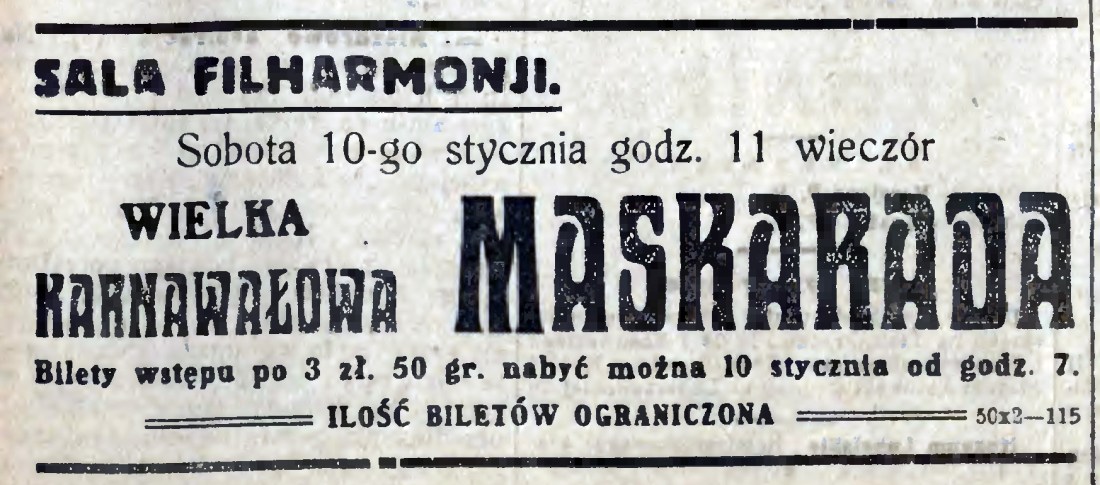 SALA FILHARMONJI.
Sobota 10-go stycznia godz. 11 wieczór
WIELKA
KARNAWAŁOWA
MASKARADA
Bilety wstępu po 3 zł. 50 gr. nabyć można 10 stycznia od godz. 7.
ILOŚĆ BILETÓW OGRANICZONA
50x2—115